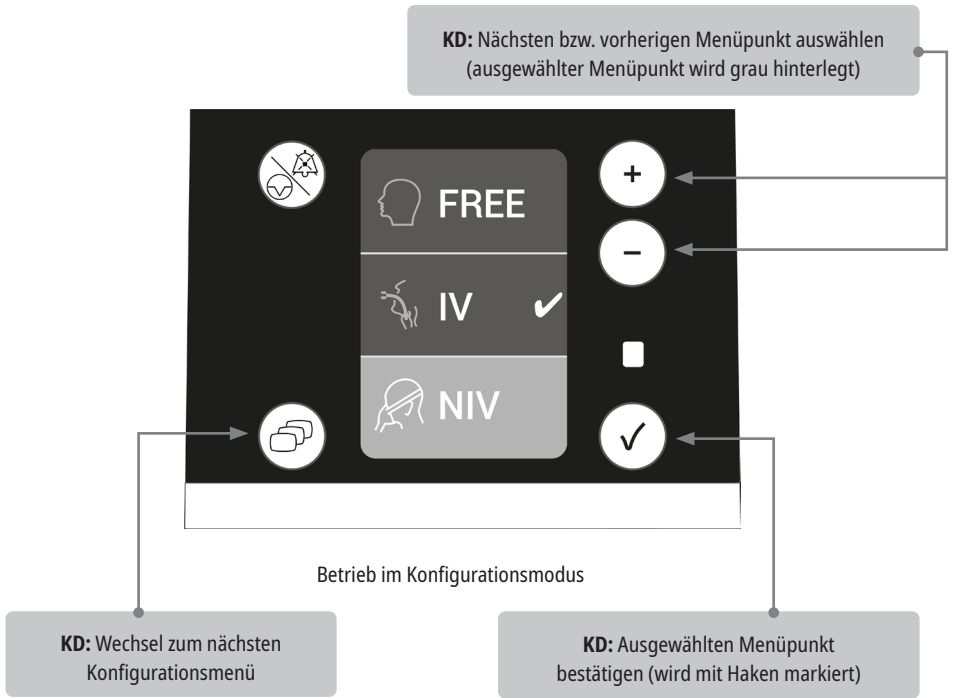 KD: Nächsten bzw. vorherigen Menüpunkt auswählen
(ausgewählter Menüpunkt wird grau hinterlegt)
FREE
+
−
IV ✔
NIV
✓
Betrieb im Konfigurationsmodus
KD: Wechsel zum nächsten
Konfigurationsmenü
KD: Ausgewählten Menüpunkt
bestätigen (wird mit Haken markiert)